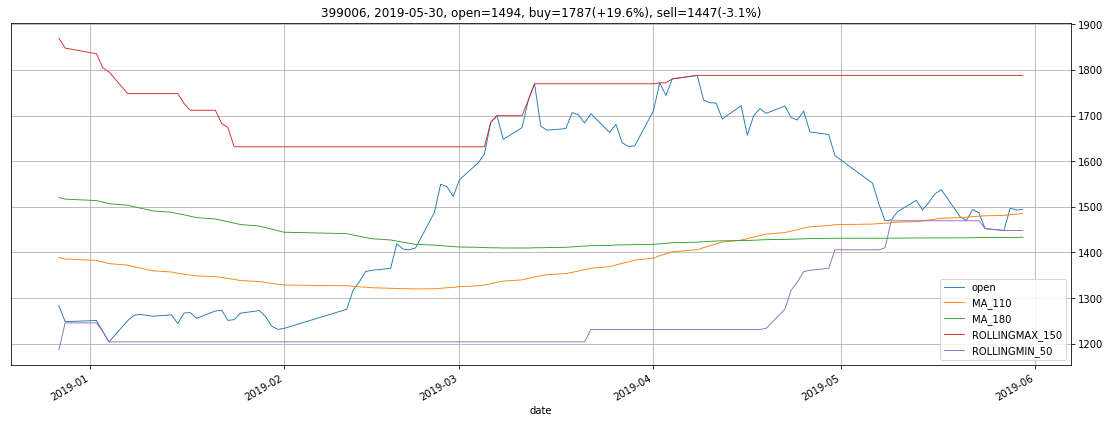 399006, 2019-05-30, open=1494, buy=1787(+19.6%), sell=1447(-3.1%)
1900
1800
1700
1600
1500
1400
1300
1200
open
MA_110
MA_180
ROLLINGMAX_150
ROLLINGMIN_50
2019-01
2019-02
2019-03
2019-04
2019-05
2019-06
date